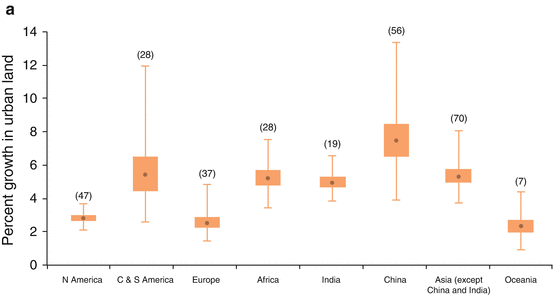 a
Percent growth in urban land
14
12
10
8
6
4
2
0
(47)
(28)
(37)
(28)
(19)
(56)
(70)
(7)
N America
C & S America
Europe
Africa
India
China
Asia (except
China and India)
Oceania